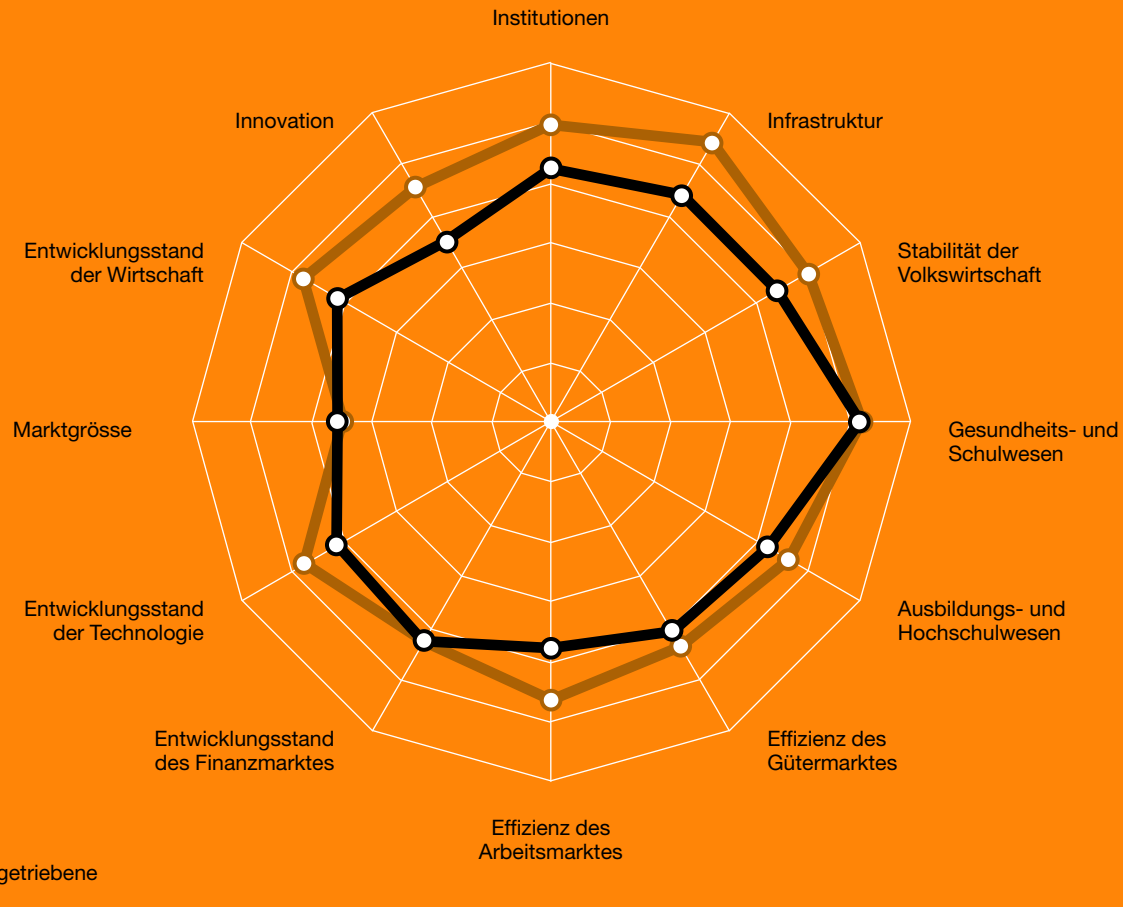 Institutionen
Innovation
Infrastruktur
Entwicklungsstand
der Wirtschaft
Stabilität der
Volkswirtschaft
Marktgrösse
Gesundheits- und
Schulwesen
Entwicklungsstand
der Technologie
Ausbildungs- und
Hochschulwesen
Entwicklungsstand
des Finanzmarktes
Effizienz des
Gütermarktes
Effizienz des
Arbeitsmarktes
getriebene